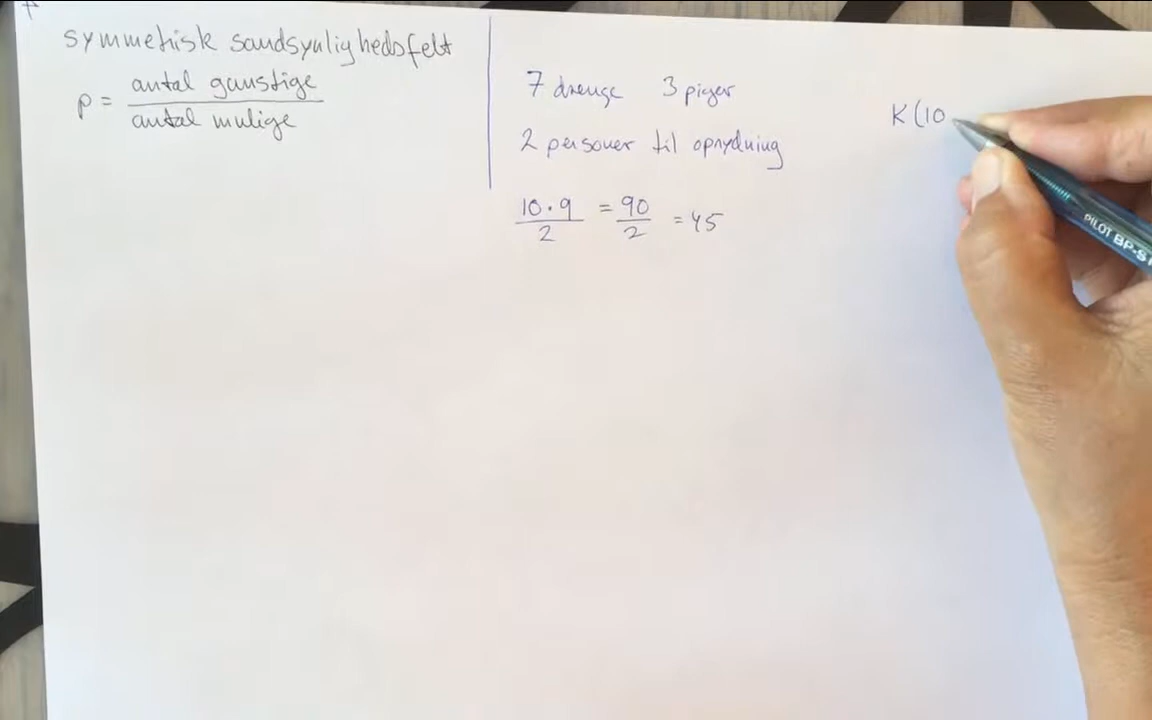 symmetrisk sandsynlighedsfelt
p = antal gunstige / antal mulige
7 drenge 3 piger
2 personer til oprydning
10 · 9 / 2 = 90 / 2 = 45
K(10
PILOT BP-S